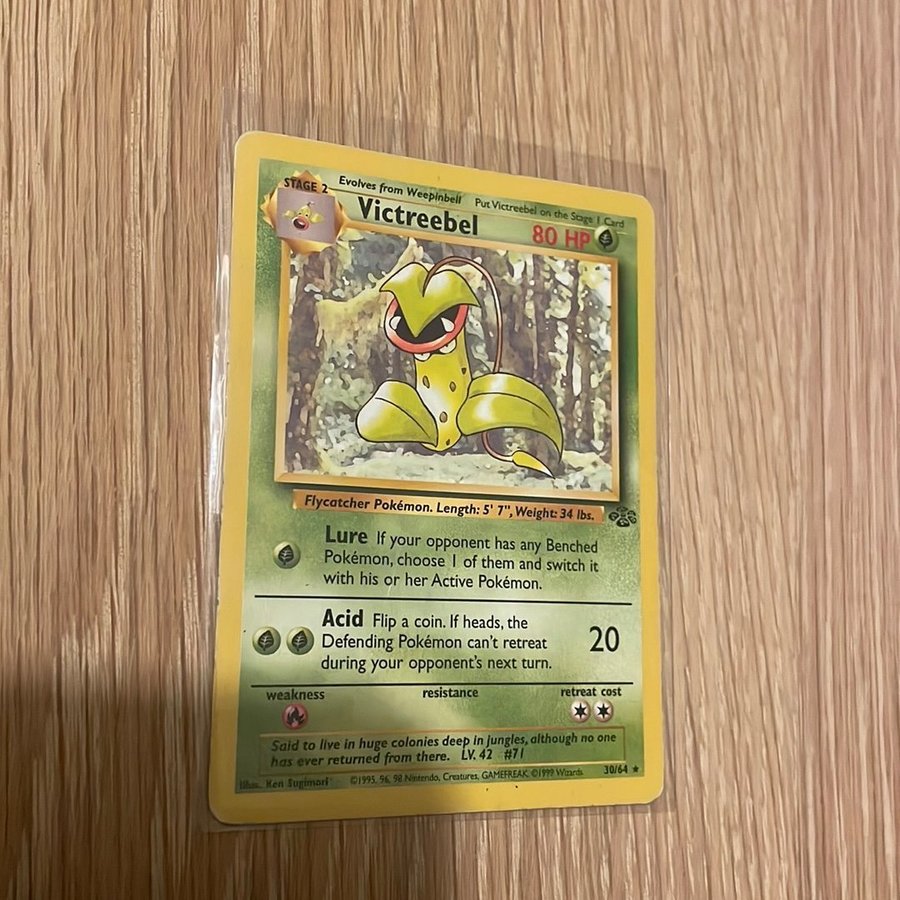 STAGE 2
Evolves from Weepinbell
Put Victreebel on the Stage 1 Card
Victreebel
80 HP
Flycatcher Pokémon. Length: 5' 7", Weight: 34 lbs.
Lure If your opponent has any Benched
Pokémon, choose 1 of them and switch it
with his or her Active Pokémon.
Acid Flip a coin. If heads, the
Defending Pokémon can't retreat
during your opponent's next turn.
20
weakness
resistance
retreat cost
Said to live in huge colonies deep in jungles, although no one
has ever returned from there. LV. 42 #71
Illus. Ken Sugimori
©1995, 96, 98 Nintendo, Creatures, GAMEFREAK. ©1999 Wizards.
30/64 ★